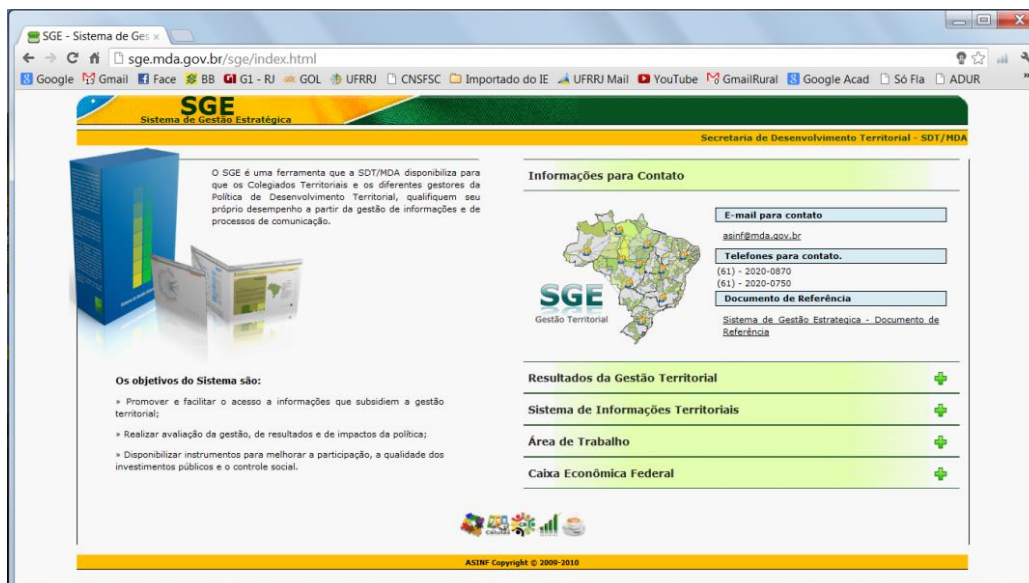 SGE - Sistema de Ges
sge.mda.gov.br/sge/index.html
Google Gmail Face BB G1 - RJ GOL UFRRJ CNSFSC Importado do IE UFRRJ Mail YouTube GmailRural Google Acad Só Fla ADUR »
SGE
Sistema de Gestão Estratégica
Secretaria de Desenvolvimento Territorial - SDT/MDA
O SGE é uma ferramenta que a SDT/MDA disponibiliza para
que os Colegiados Territoriais e os diferentes gestores da
Política de Desenvolvimento Territorial, qualifiquem seu
próprio desempenho a partir da gestão de informações e de
processos de comunicação.
Os objetivos do Sistema são:
» Promover e facilitar o acesso a informações que subsidiem a gestão
territorial;
» Realizar avaliação da gestão, de resultados e de impactos da política;
» Disponibilizar instrumentos para melhorar a participação, a qualidade dos
investimentos públicos e o controle social.
Informações para Contato
SGE
Gestão Territorial
E-mail para contato
asinf@mda.gov.br
Telefones para contato.
(61) - 2020-0870
(61) - 2020-0750
Documento de Referência
Sistema de Gestão Estrategica - Documento de
Referência
Resultados da Gestão Territorial
Sistema de Informações Territoriais
Área de Trabalho
Caixa Econômica Federal
ASINF Copyright © 2009-2010